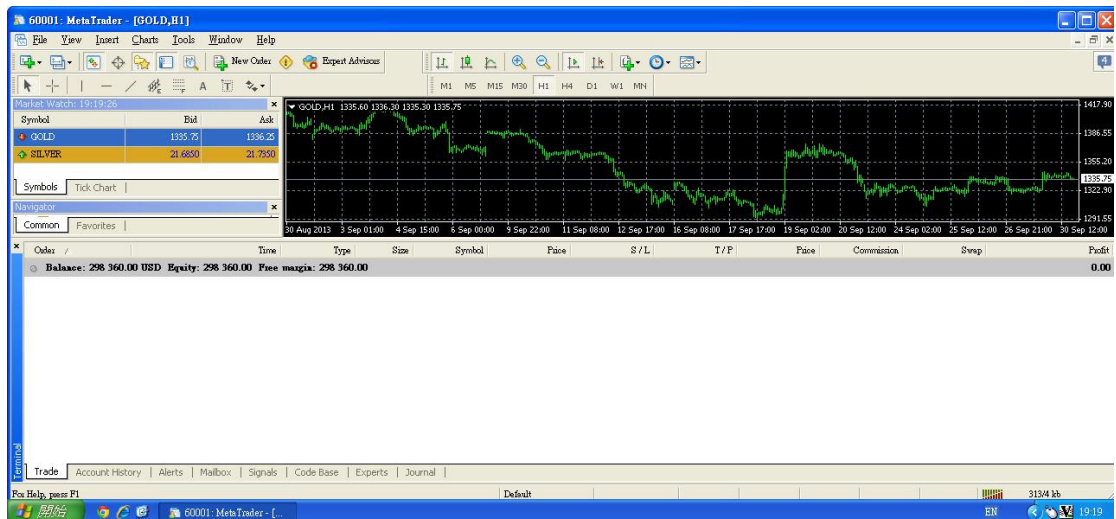 60001: MetaTrader - [GOLD,H1]
File View Insert Charts Tools Window Help
New Order Expert Advisors
4
A T M1 M5 M15 M30 H1 H4 D1 W1 MN
Market Watch: 19:19:26
Symbol Bid Ask
GOLD 1335.75 1336.25
SILVER 21.6850 21.7350
Symbols Tick Chart
Navigator
Common Favorites
GOLD,H1 1335.60 1336.30 1335.30 1335.75
1417.90
1386.55
1355.20
1335.75
1322.90
1291.55
30 Aug 2013 3 Sep 01:00 4 Sep 15:00 6 Sep 00:00 9 Sep 22:00 11 Sep 08:00 12 Sep 17:00 16 Sep 08:00 17 Sep 17:00 19 Sep 02:00 20 Sep 12:00 24 Sep 02:00 25 Sep 12:00 26 Sep 21:00 30 Sep 12:00
Order / Time Type Size Symbol Price S / L T / P Price Commission Swap Profit
Balance: 298 360.00 USD Equity: 298 360.00 Free margin: 298 360.00 0.00
Terminal
Trade Account History Alerts Mailbox Signals Code Base Experts Journal
For Help, press F1 Default 313/4 kb
開始 60001: MetaTrader - [... EN 19:19